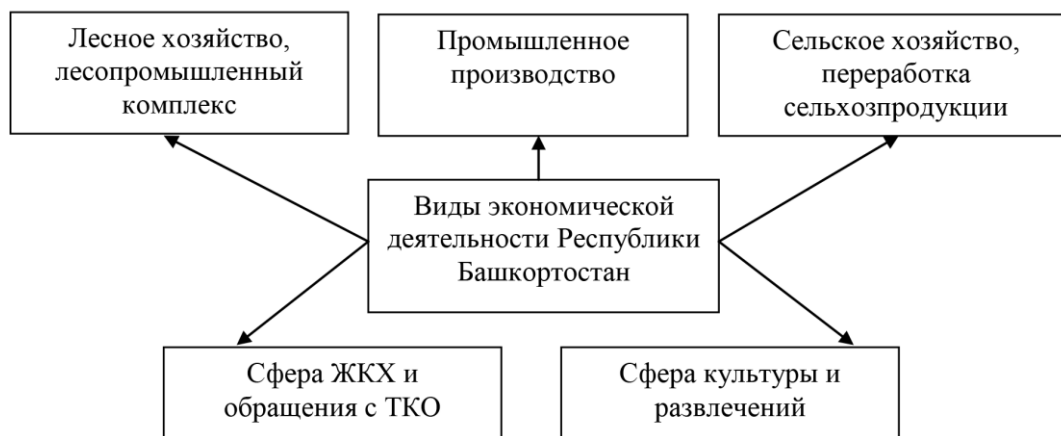 Лесное хозяйство,
лесопромышленный
комплекс
Промышленное
производство
Сельское хозяйство,
переработка
сельхозпродукции
Виды экономической
деятельности Республики
Башкортостан
Сфера ЖКХ и
обращения с ТКО
Сфера культуры и
развлечений